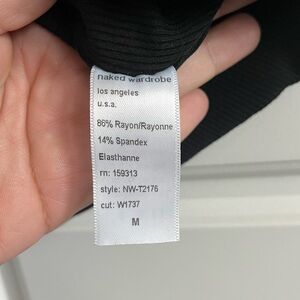 naked wardrobe
los angeles
u.s.a.
86% Rayon/Rayonne
14% Spandex
Elasthanne
rn: 159313
style: NW-T2176
cut: W1737
M